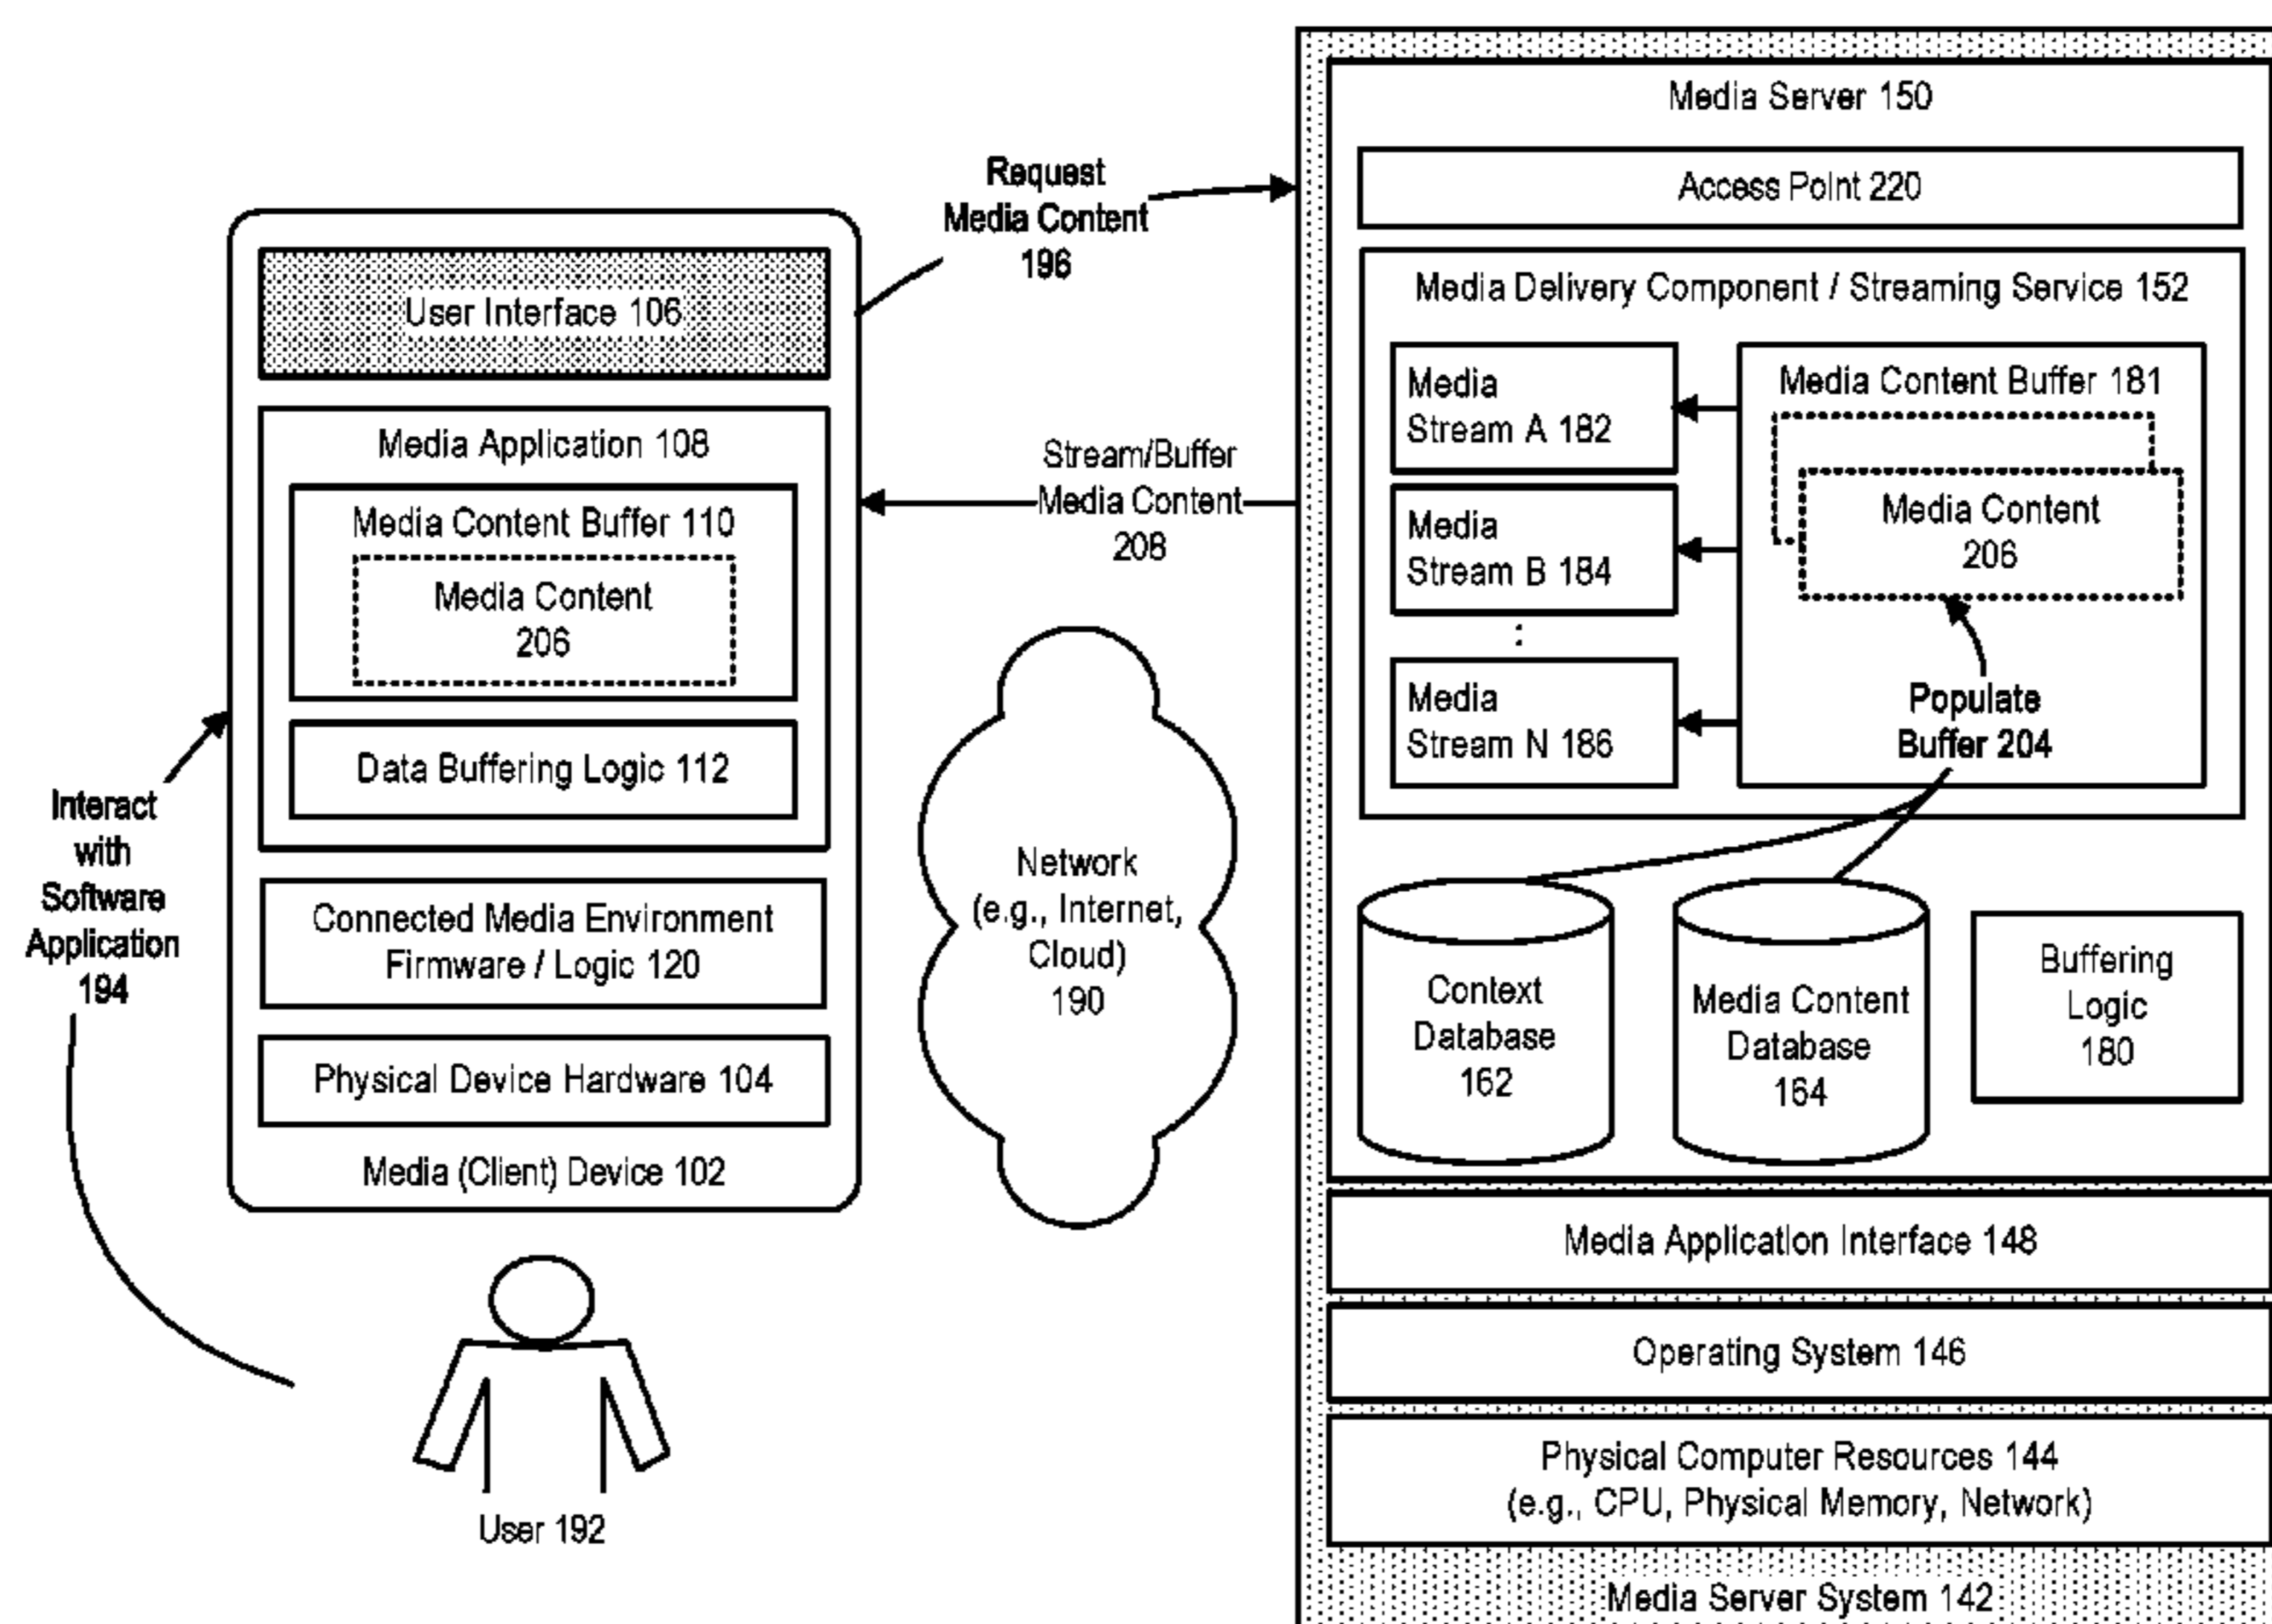 Interact
with
Software
Application
194
User Interface 106
Media Application 108
Media Content Buffer 110
Media Content
206
Data Buffering Logic 112
Connected Media Environment
Firmware / Logic 120
Physical Device Hardware 104
Media (Client) Device 102
User 192
Request
Media Content
196
Stream/Buffer
Media Content
208
Network
(e.g., Internet,
Cloud)
190
Media Server 150
Access Point 220
Media Delivery Component / Streaming Service 152
Media
Stream A 182
Media
Stream B 184
:
Media
Stream N 186
Media Content Buffer 181
Media Content
206
Populate
Buffer 204
Context
Database
162
Media Content
Database
164
Buffering
Logic
180
Media Application Interface 148
Operating System 146
Physical Computer Resources 144
(e.g., CPU, Physical Memory, Network)
Media Server System 142